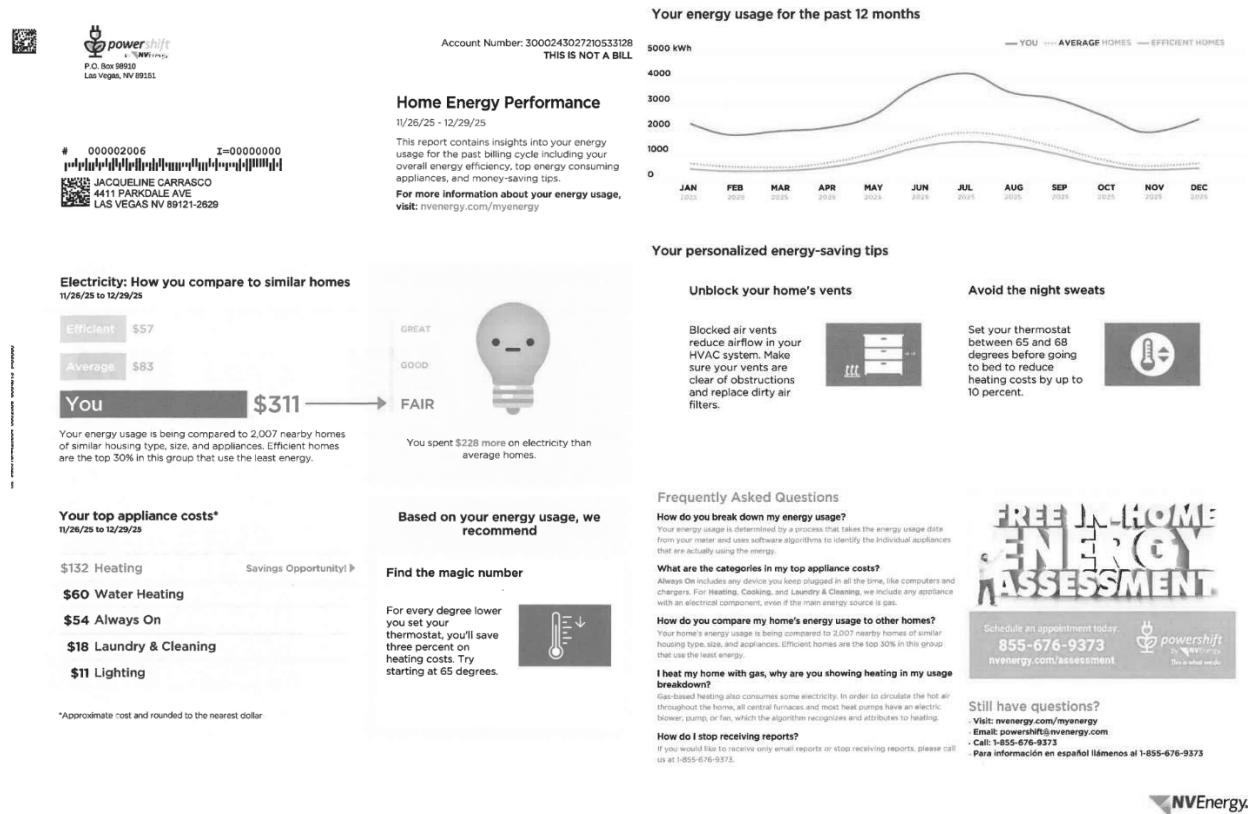 powershift
by NVEnergy
P.O. Box 98910
Las Vegas, NV 89151
Account Number: 3000243027210533128
THIS IS NOT A BILL
Home Energy Performance
11/26/25 - 12/29/25
This report contains insights into your energy
usage for the past billing cycle including your
overall energy efficiency, top energy consuming
appliances, and money-saving tips.
For more information about your energy usage,
visit: nvenergy.com/myenergy
# 000002006 I=00000000
JACQUELINE CARRASCO
4411 PARKDALE AVE
LAS VEGAS NV 89121-2629
Electricity: How you compare to similar homes
11/26/25 to 12/29/25
Efficient $57
Average $83
You $311
Your energy usage is being compared to 2,007 nearby homes
of similar housing type, size, and appliances. Efficient homes
are the top 30% in this group that use the least energy.
GREAT
GOOD
FAIR
You spent $228 more on electricity than
average homes.
Your top appliance costs*
11/26/25 to 12/29/25
$132 Heating Savings Opportunity!
$60 Water Heating
$54 Always On
$18 Laundry & Cleaning
$11 Lighting
*Approximate cost and rounded to the nearest dollar
Based on your energy usage, we
recommend
Find the magic number
For every degree lower
you set your
thermostat, you'll save
three percent on
heating costs. Try
starting at 65 degrees.
Your energy usage for the past 12 months
YOU AVERAGE HOMES EFFICIENT HOMES
5000 kWh
4000
3000
2000
1000
0
JAN FEB MAR APR MAY JUN JUL AUG SEP OCT NOV DEC
2025 2025 2025 2025 2025 2025 2025 2025 2025 2025 2025 2025
Your personalized energy-saving tips
Unblock your home's vents
Blocked air vents
reduce airflow in your
HVAC system. Make
sure your vents are
clear of obstructions
and replace dirty air
filters.
Avoid the night sweats
Set your thermostat
between 65 and 68
degrees before going
to bed to reduce
heating costs by up to
10 percent.
Frequently Asked Questions
How do you break down my energy usage?
Your energy usage is determined by a process that takes the energy usage data
from your meter and uses software algorithms to identify the individual appliances
that are actually using the energy.
What are the categories in my top appliance costs?
Always On includes any device you keep plugged in all the time, like computers and
chargers. For Heating, Cooking, and Laundry & Cleaning, we include any appliance
with an electrical component, even if the main energy source is gas.
How do you compare my home's energy usage to other homes?
Your home's energy usage is being compared to 2,007 nearby homes of similar
housing type, size, and appliances. Efficient homes are the top 30% in this group
that use the least energy.
I heat my home with gas, why are you showing heating in my usage
breakdown?
Gas-based heating also consumes some electricity. In order to circulate the hot air
throughout the home, all central furnaces and most heat pumps have an electric
blower, pump, or fan, which the algorithm recognizes and attributes to heating.
How do I stop receiving reports?
If you would like to receive only email reports or stop receiving reports, please call
us at 1-855-676-9373.
FREE IN-HOME
ENERGY
ASSESSMENT.
Schedule an appointment today.
855-676-9373
nvenergy.com/assessment
powershift
by NVEnergy
This is what we do.
Still have questions?
- Visit: nvenergy.com/myenergy
- Email: powershift@nvenergy.com
- Call: 1-855-676-9373
- Para información en español llámenos al 1-855-676-9373
NVEnergy.